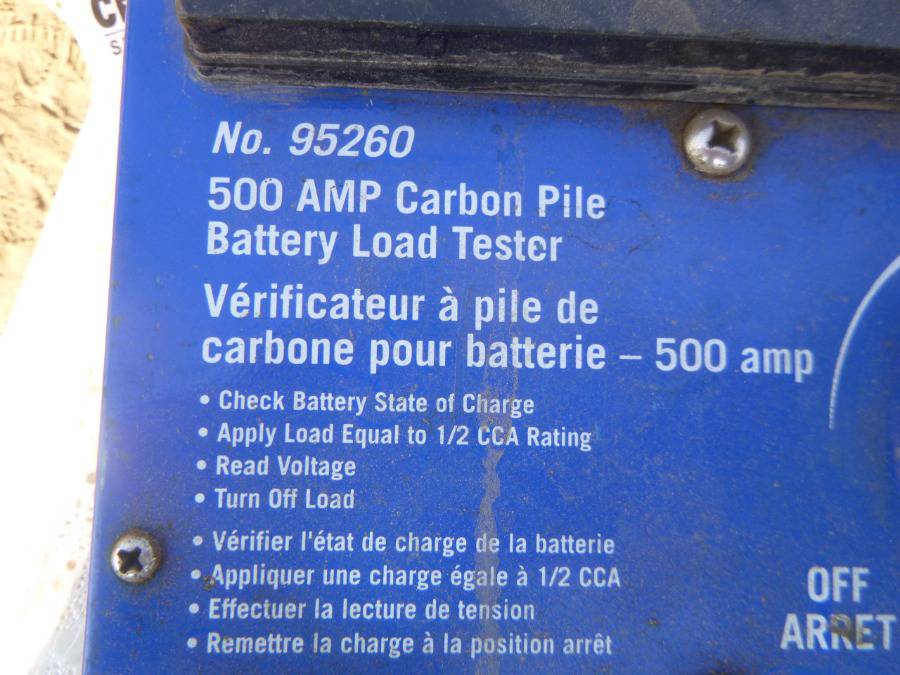 No. 95260
500 AMP Carbon Pile
Battery Load Tester
Vérificateur à pile de
carbone pour batterie – 500 amp
• Check Battery State of Charge
• Apply Load Equal to 1/2 CCA Rating
• Read Voltage
• Turn Off Load
• Vérifier l'état de charge de la batterie
• Appliquer une charge égale à 1/2 CCA
• Effectuer la lecture de tension
• Remettre la charge à la position arrêt
OFF
ARRET